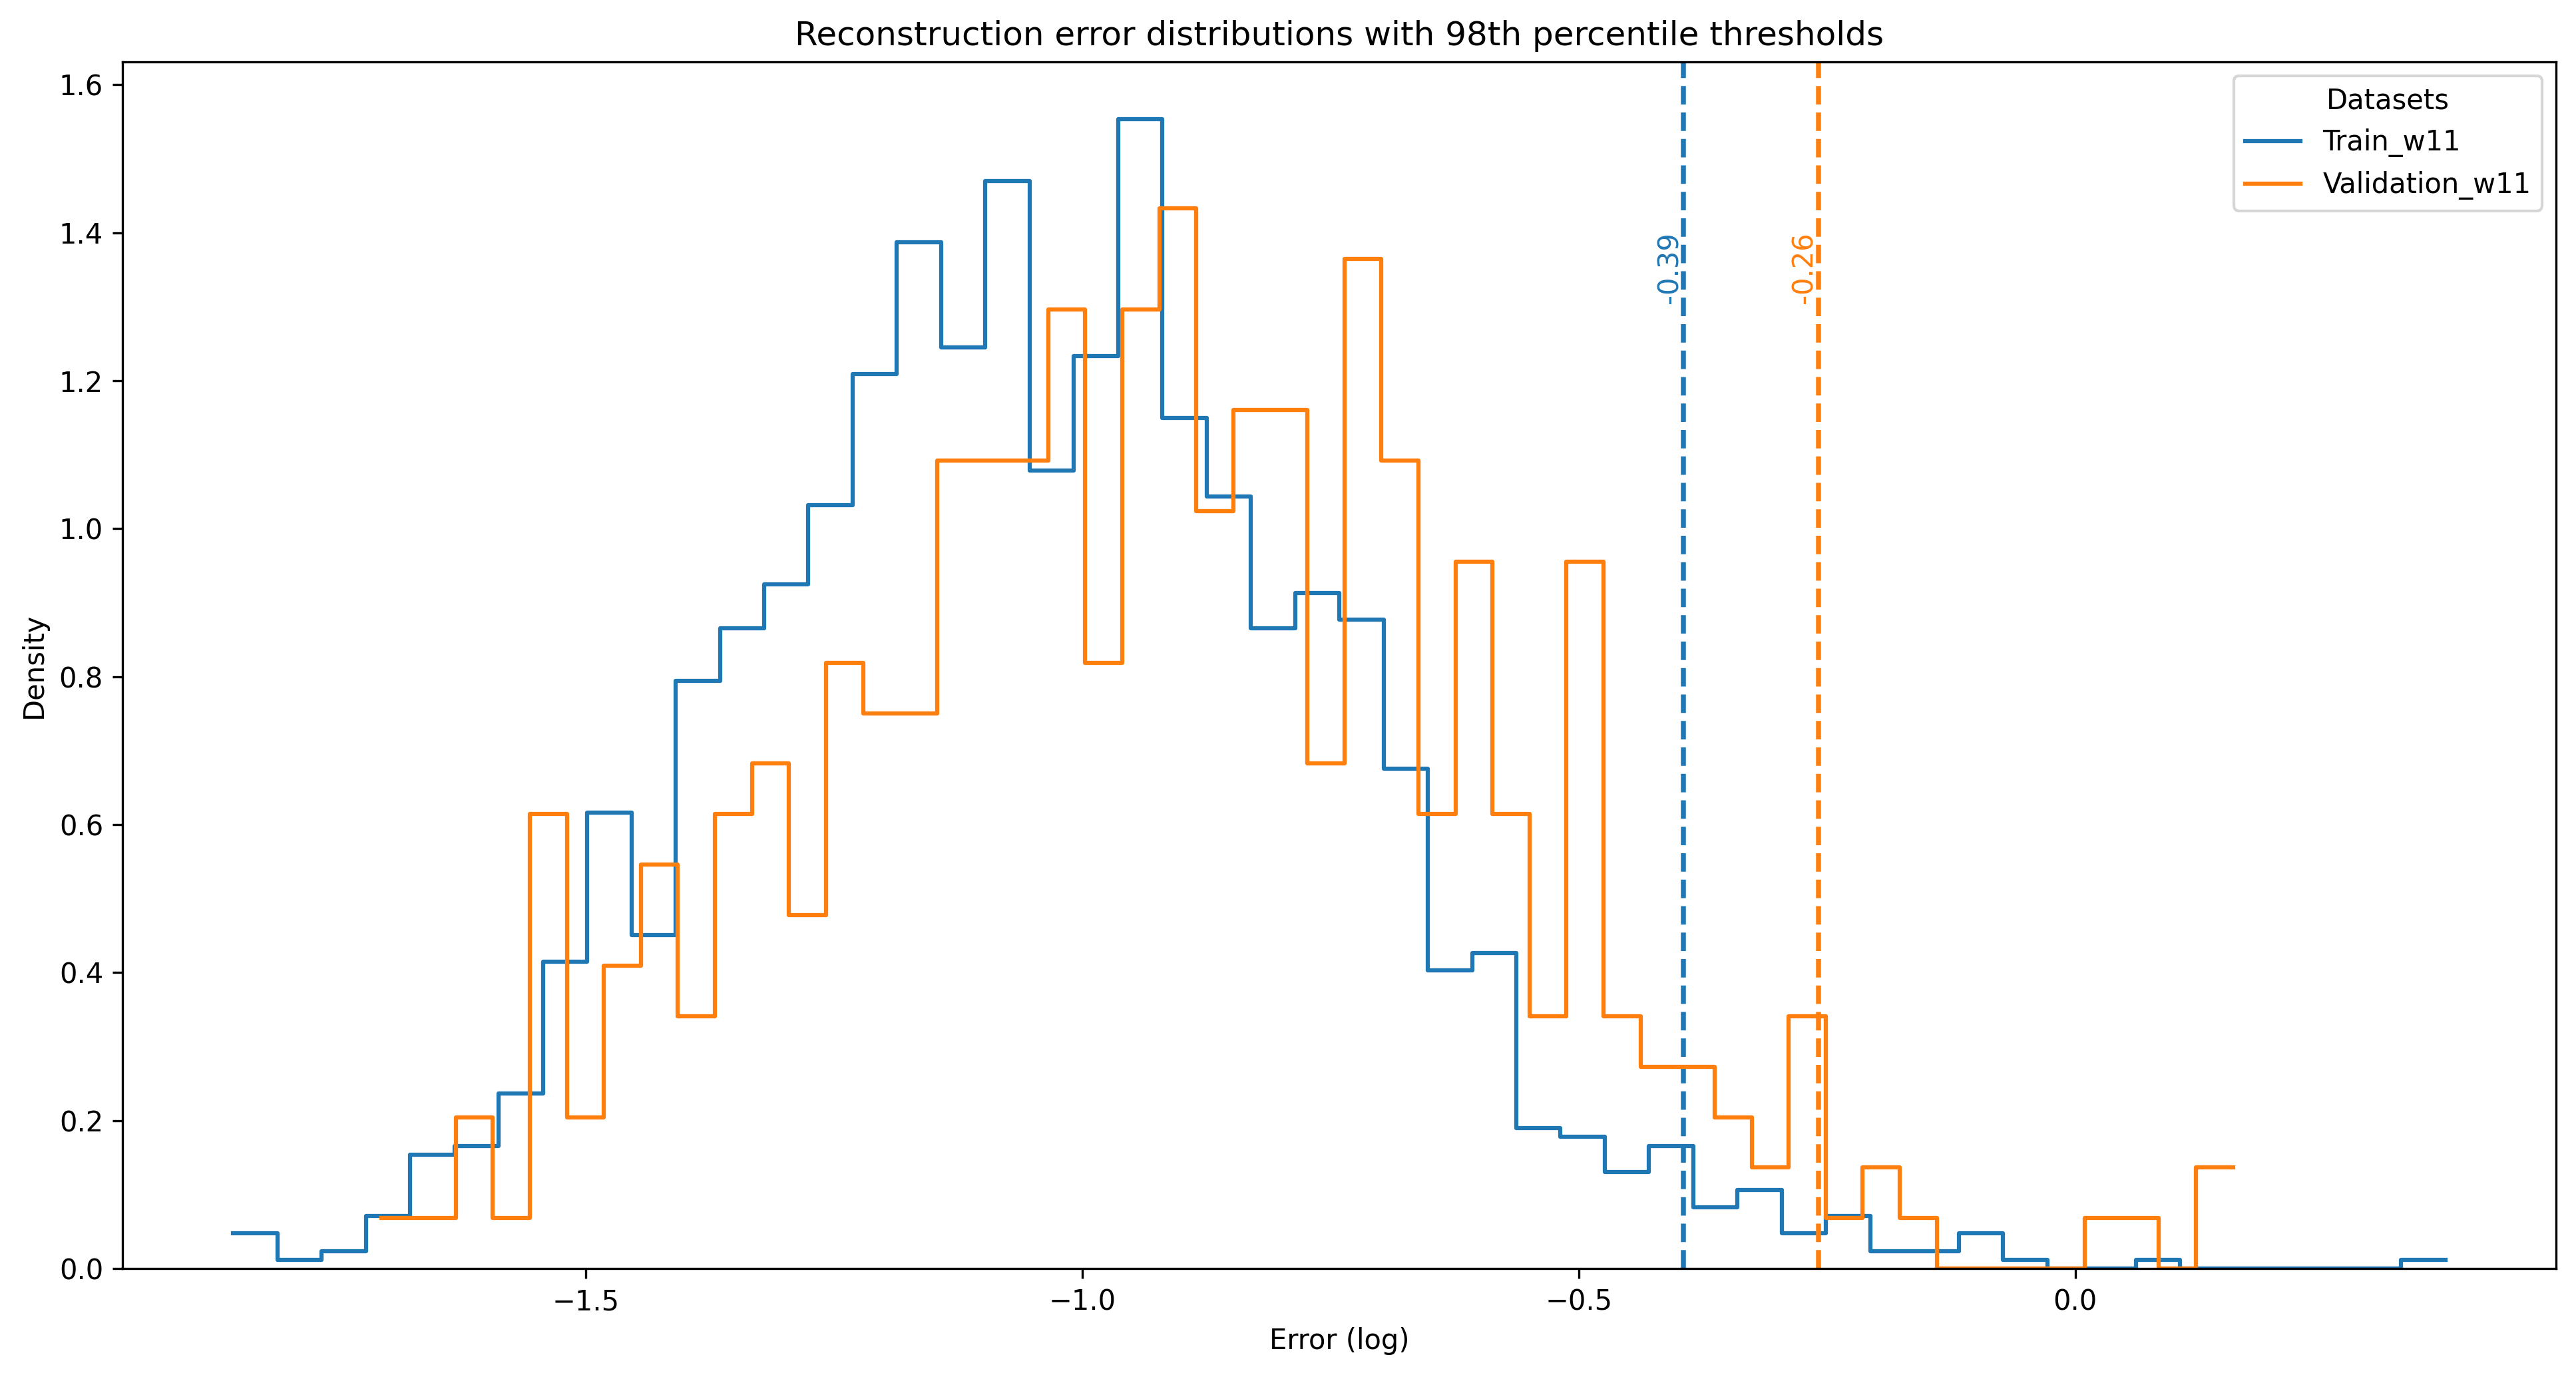 Reconstruction error distributions with 98th percentile thresholds
Datasets
Train_w11
Validation_w11
-0.39
-0.26
Density
1.6
1.4
1.2
1.0
0.8
0.6
0.4
0.2
0.0
−1.5
−1.0
−0.5
0.0
Error (log)